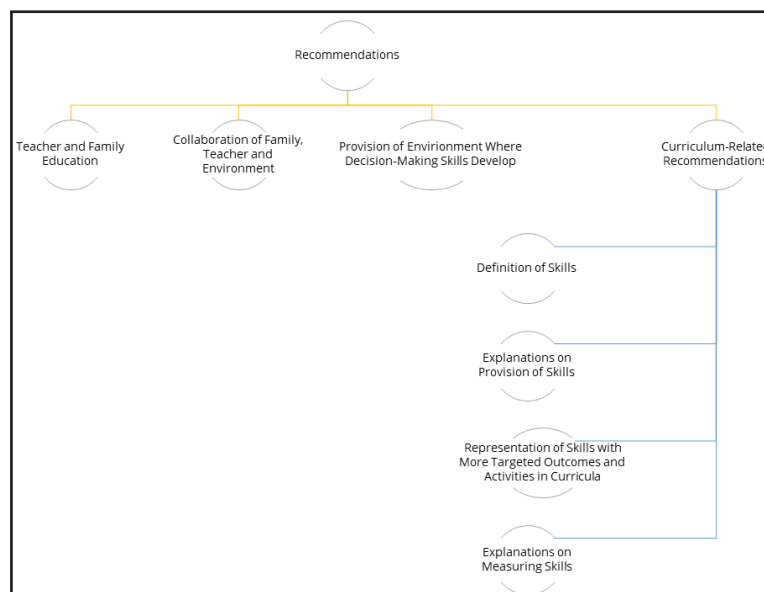 Recommendations
Teacher and Family
Education
Collaboration of Family,
Teacher and
Environment
Provision of Envirionment Where
Decision-Making Skills Develop
Curriculum-Related
Recommendations
Definition of Skills
Explanations on
Provision of Skills
Representation of Skills with
More Targeted Outcomes and
Activities in Curricula
Explanations on
Measuring Skills